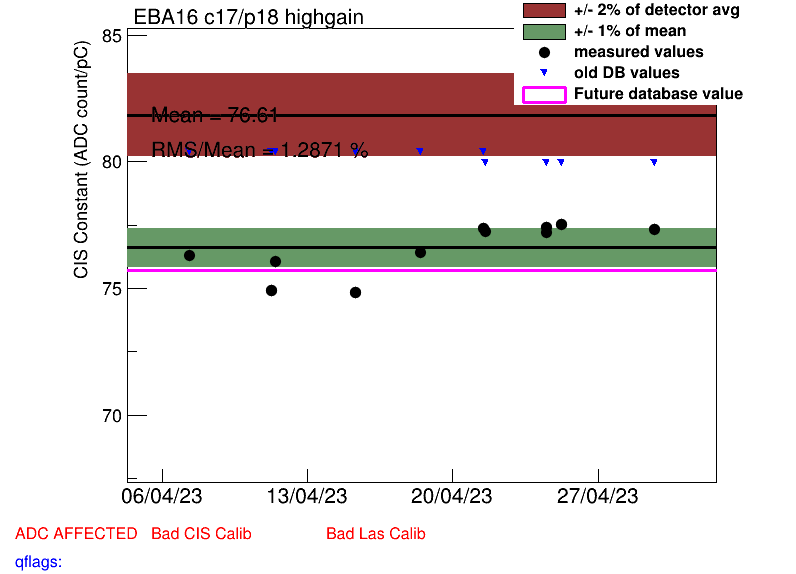 EBA16 c17/p18 highgain
+/- 2% of detector avg
+/- 1% of mean
measured values
old DB values
Future database value
CIS Constant (ADC count/pC)
85
80
75
70
Mean = 76.61
RMS/Mean = 1.2871 %
06/04/23 13/04/23 20/04/23 27/04/23
ADC AFFECTED Bad CIS Calib Bad Las Calib
qflags: